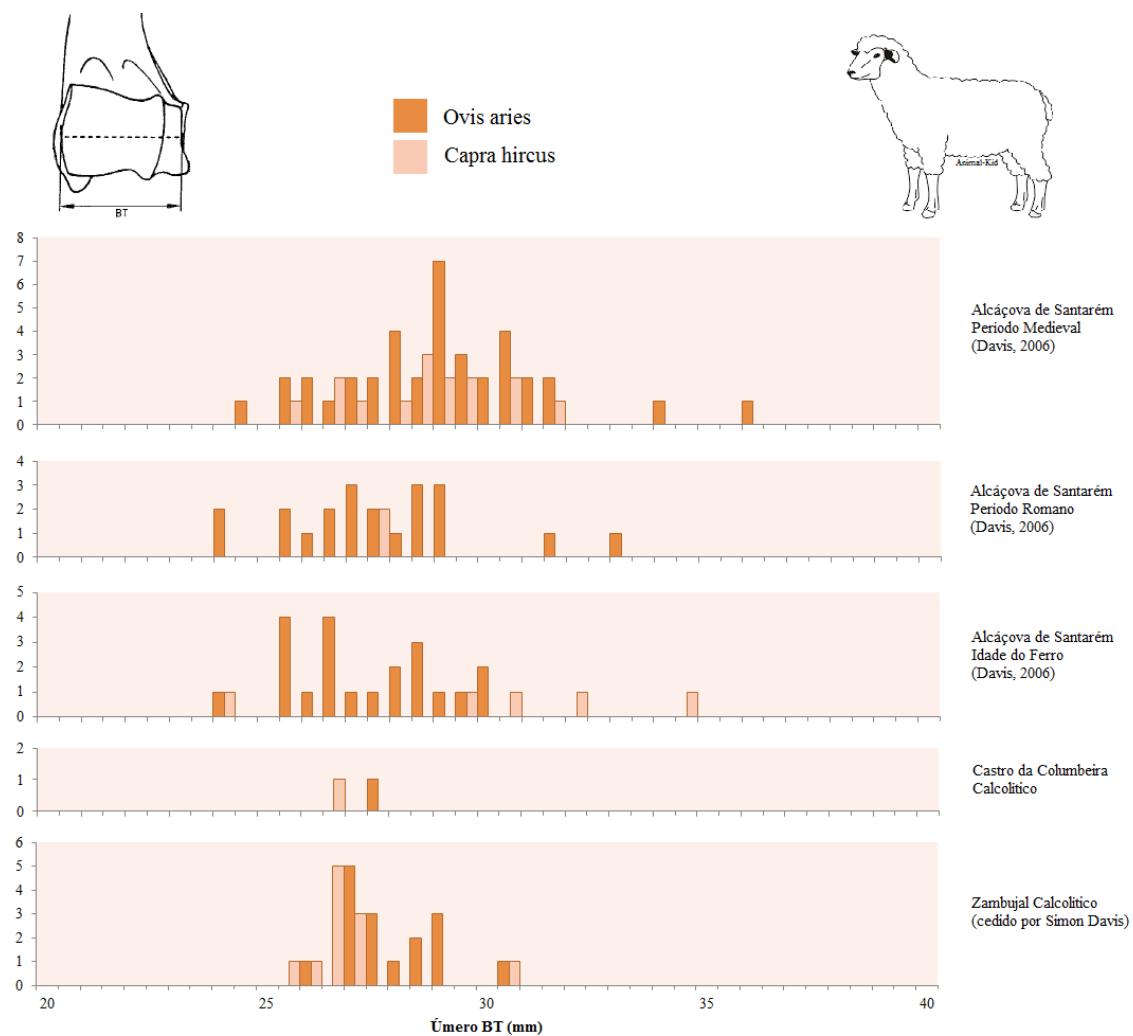 BT
Ovis aries
Capra hircus
Animal-Kid
8
7
6
5
4
3
2
1
0
Alcáçova de Santarém
Periodo Medieval
(Davis, 2006)
4
3
2
1
0
Alcáçova de Santarém
Periodo Romano
(Davis, 2006)
5
4
3
2
1
0
Alcáçova de Santarém
Idade do Ferro
(Davis, 2006)
2
1
0
Castro da Columbeira
Calcolítico
6
5
4
3
2
1
0
Zambujal Calcolítico
(cedido por Simon Davis)
20 25 30 35 40
Úmero BT (mm)